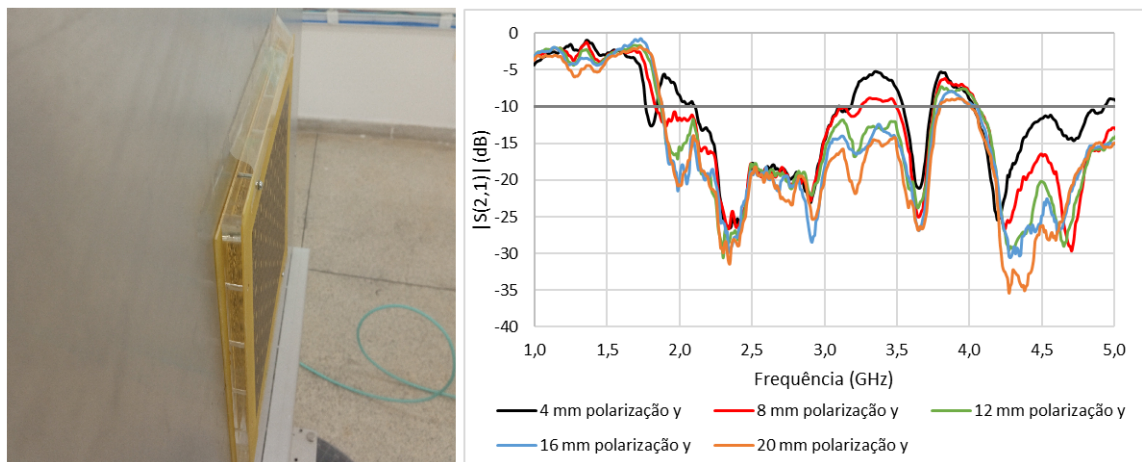 0
-5
-10
-15
-20
-25
-30
-35
-40
|S(2,1)| (dB)
1,0 1,5 2,0 2,5 3,0 3,5 4,0 4,5 5,0
Frequência (GHz)
4 mm polarização y 8 mm polarização y 12 mm polarização y
16 mm polarização y 20 mm polarização y